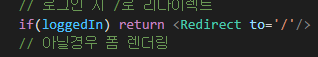 // 로그인 시 /로 리다이렉트
if(loggedIn) return <Redirect to='/'/>
// 아닐경우 폼 렌더링